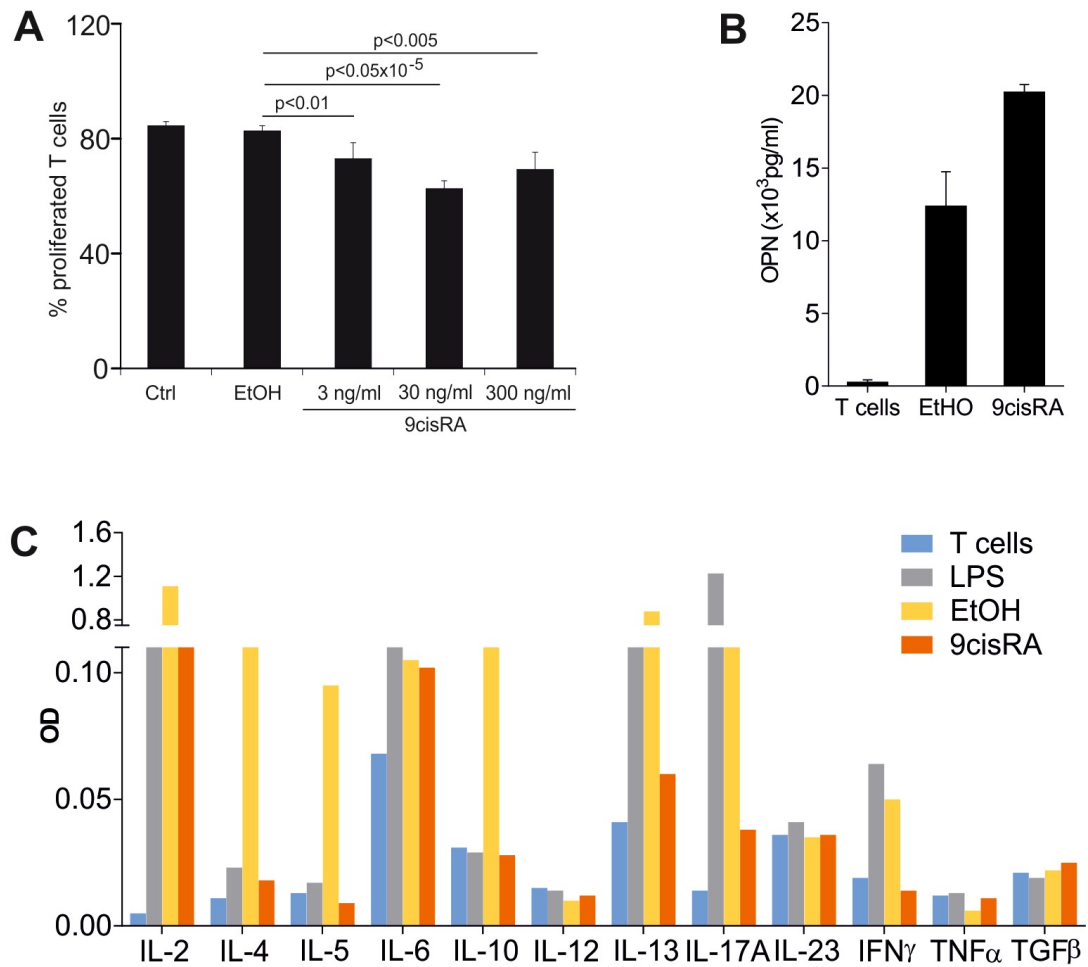 A
120
80
40
0
% proliferated T cells
p<0.005
p<0.05x10-5
p<0.01
Ctrl
EtOH
3 ng/ml
30 ng/ml
300 ng/ml
9cisRA
B
25
20
15
10
5
0
OPN (x10³pg/ml)
T cells
EtHO
9cisRA
C
1.6
1.2
0.8
0.10
0.05
0.00
OD
T cells
LPS
EtOH
9cisRA
IL-2
IL-4
IL-5
IL-6
IL-10
IL-12
IL-13
IL-17A
IL-23
IFNγ
TNFα
TGFβ